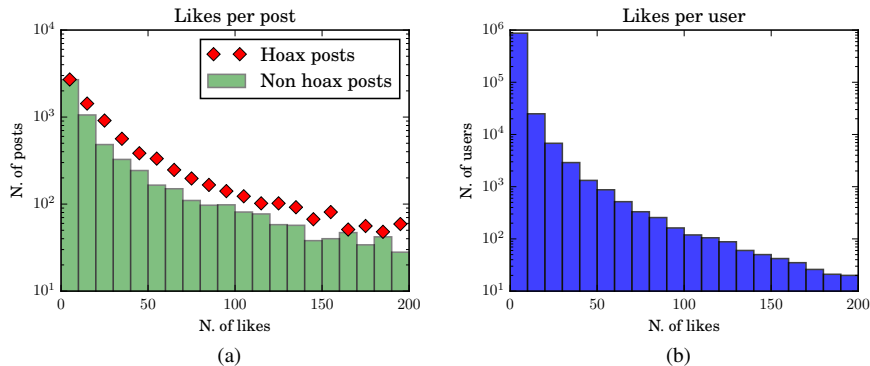 Likes per post
10^4
10^3
10^2
10^1
N. of posts
Hoax posts
Non hoax posts
0 50 100 150 200
N. of likes
(a)
Likes per user
10^6
10^5
10^4
10^3
10^2
10^1
N. of users
0 50 100 150 200
N. of likes
(b)